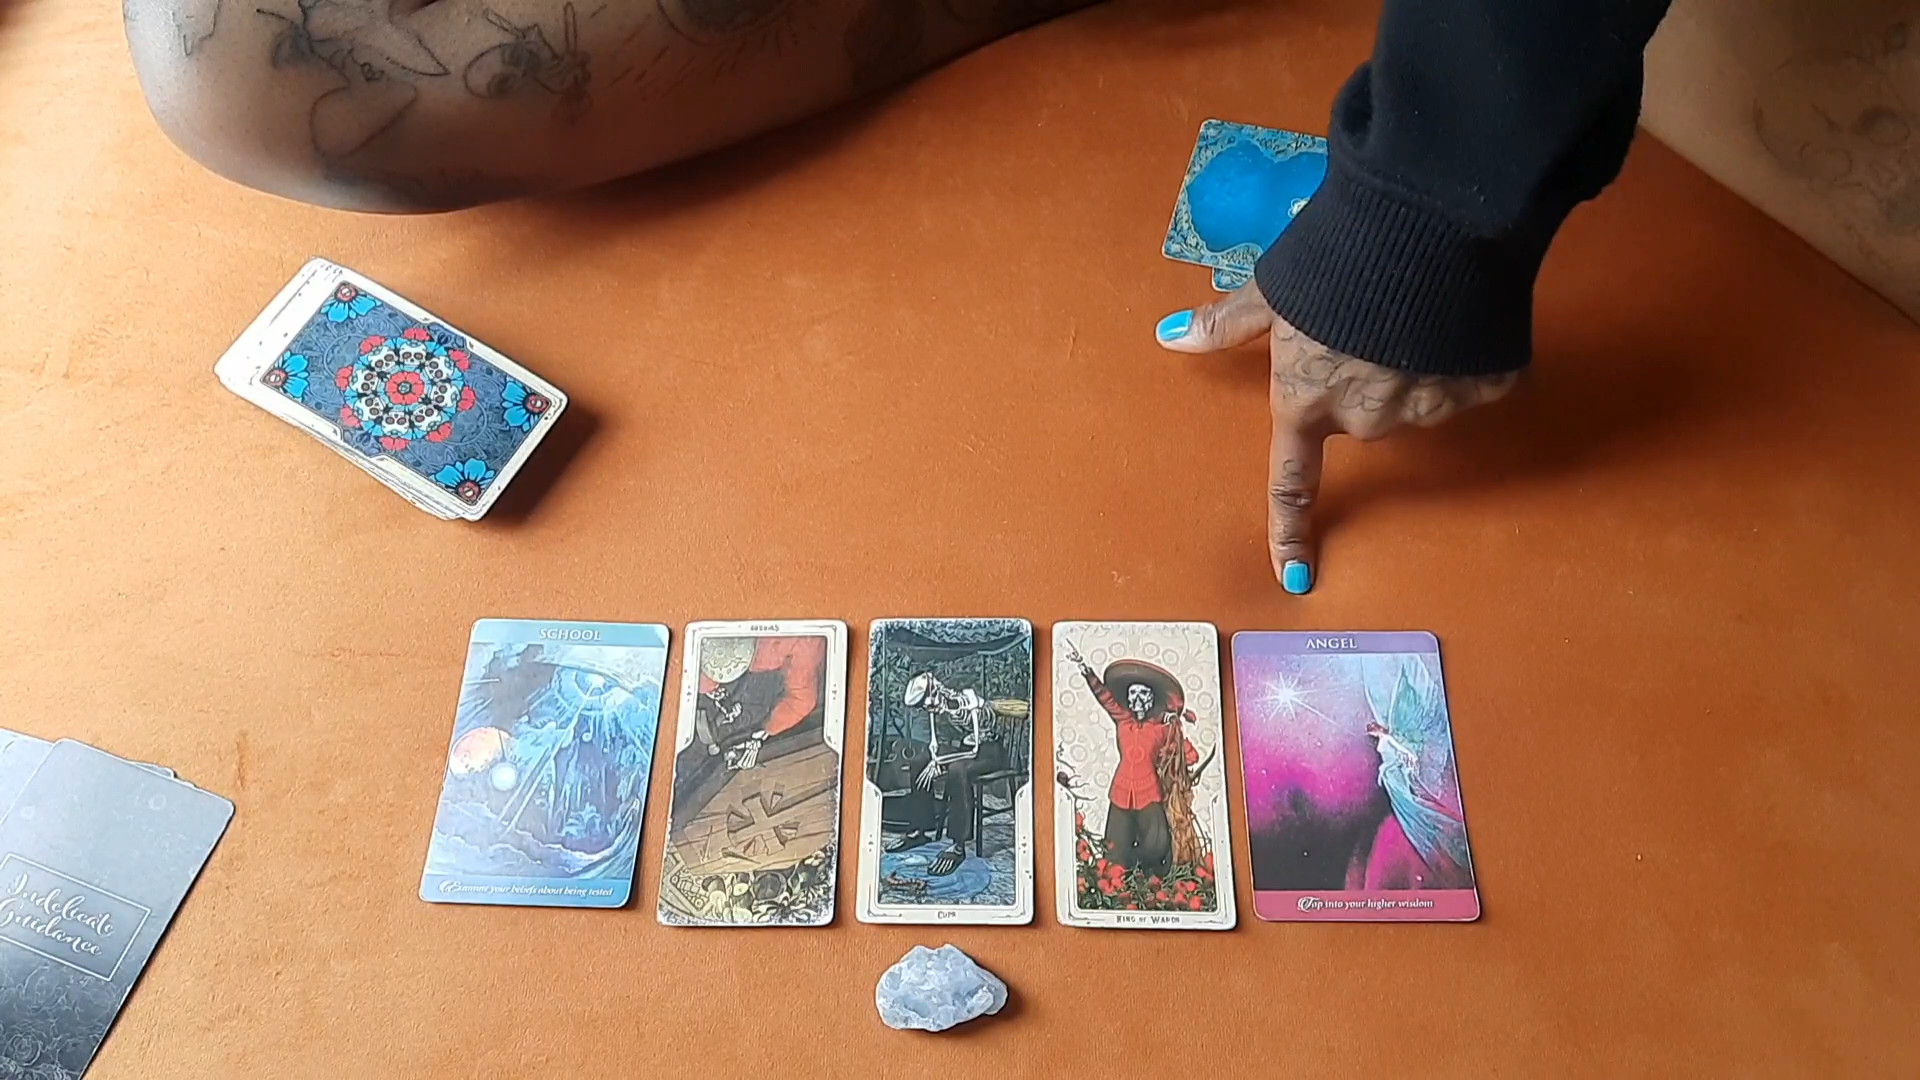 SCHOOL
Examine your beliefs about being tested
SWORDS
CUPS
KING OF WANDS
ANGEL
Tap into your higher wisdom
Indelicate
Guidance